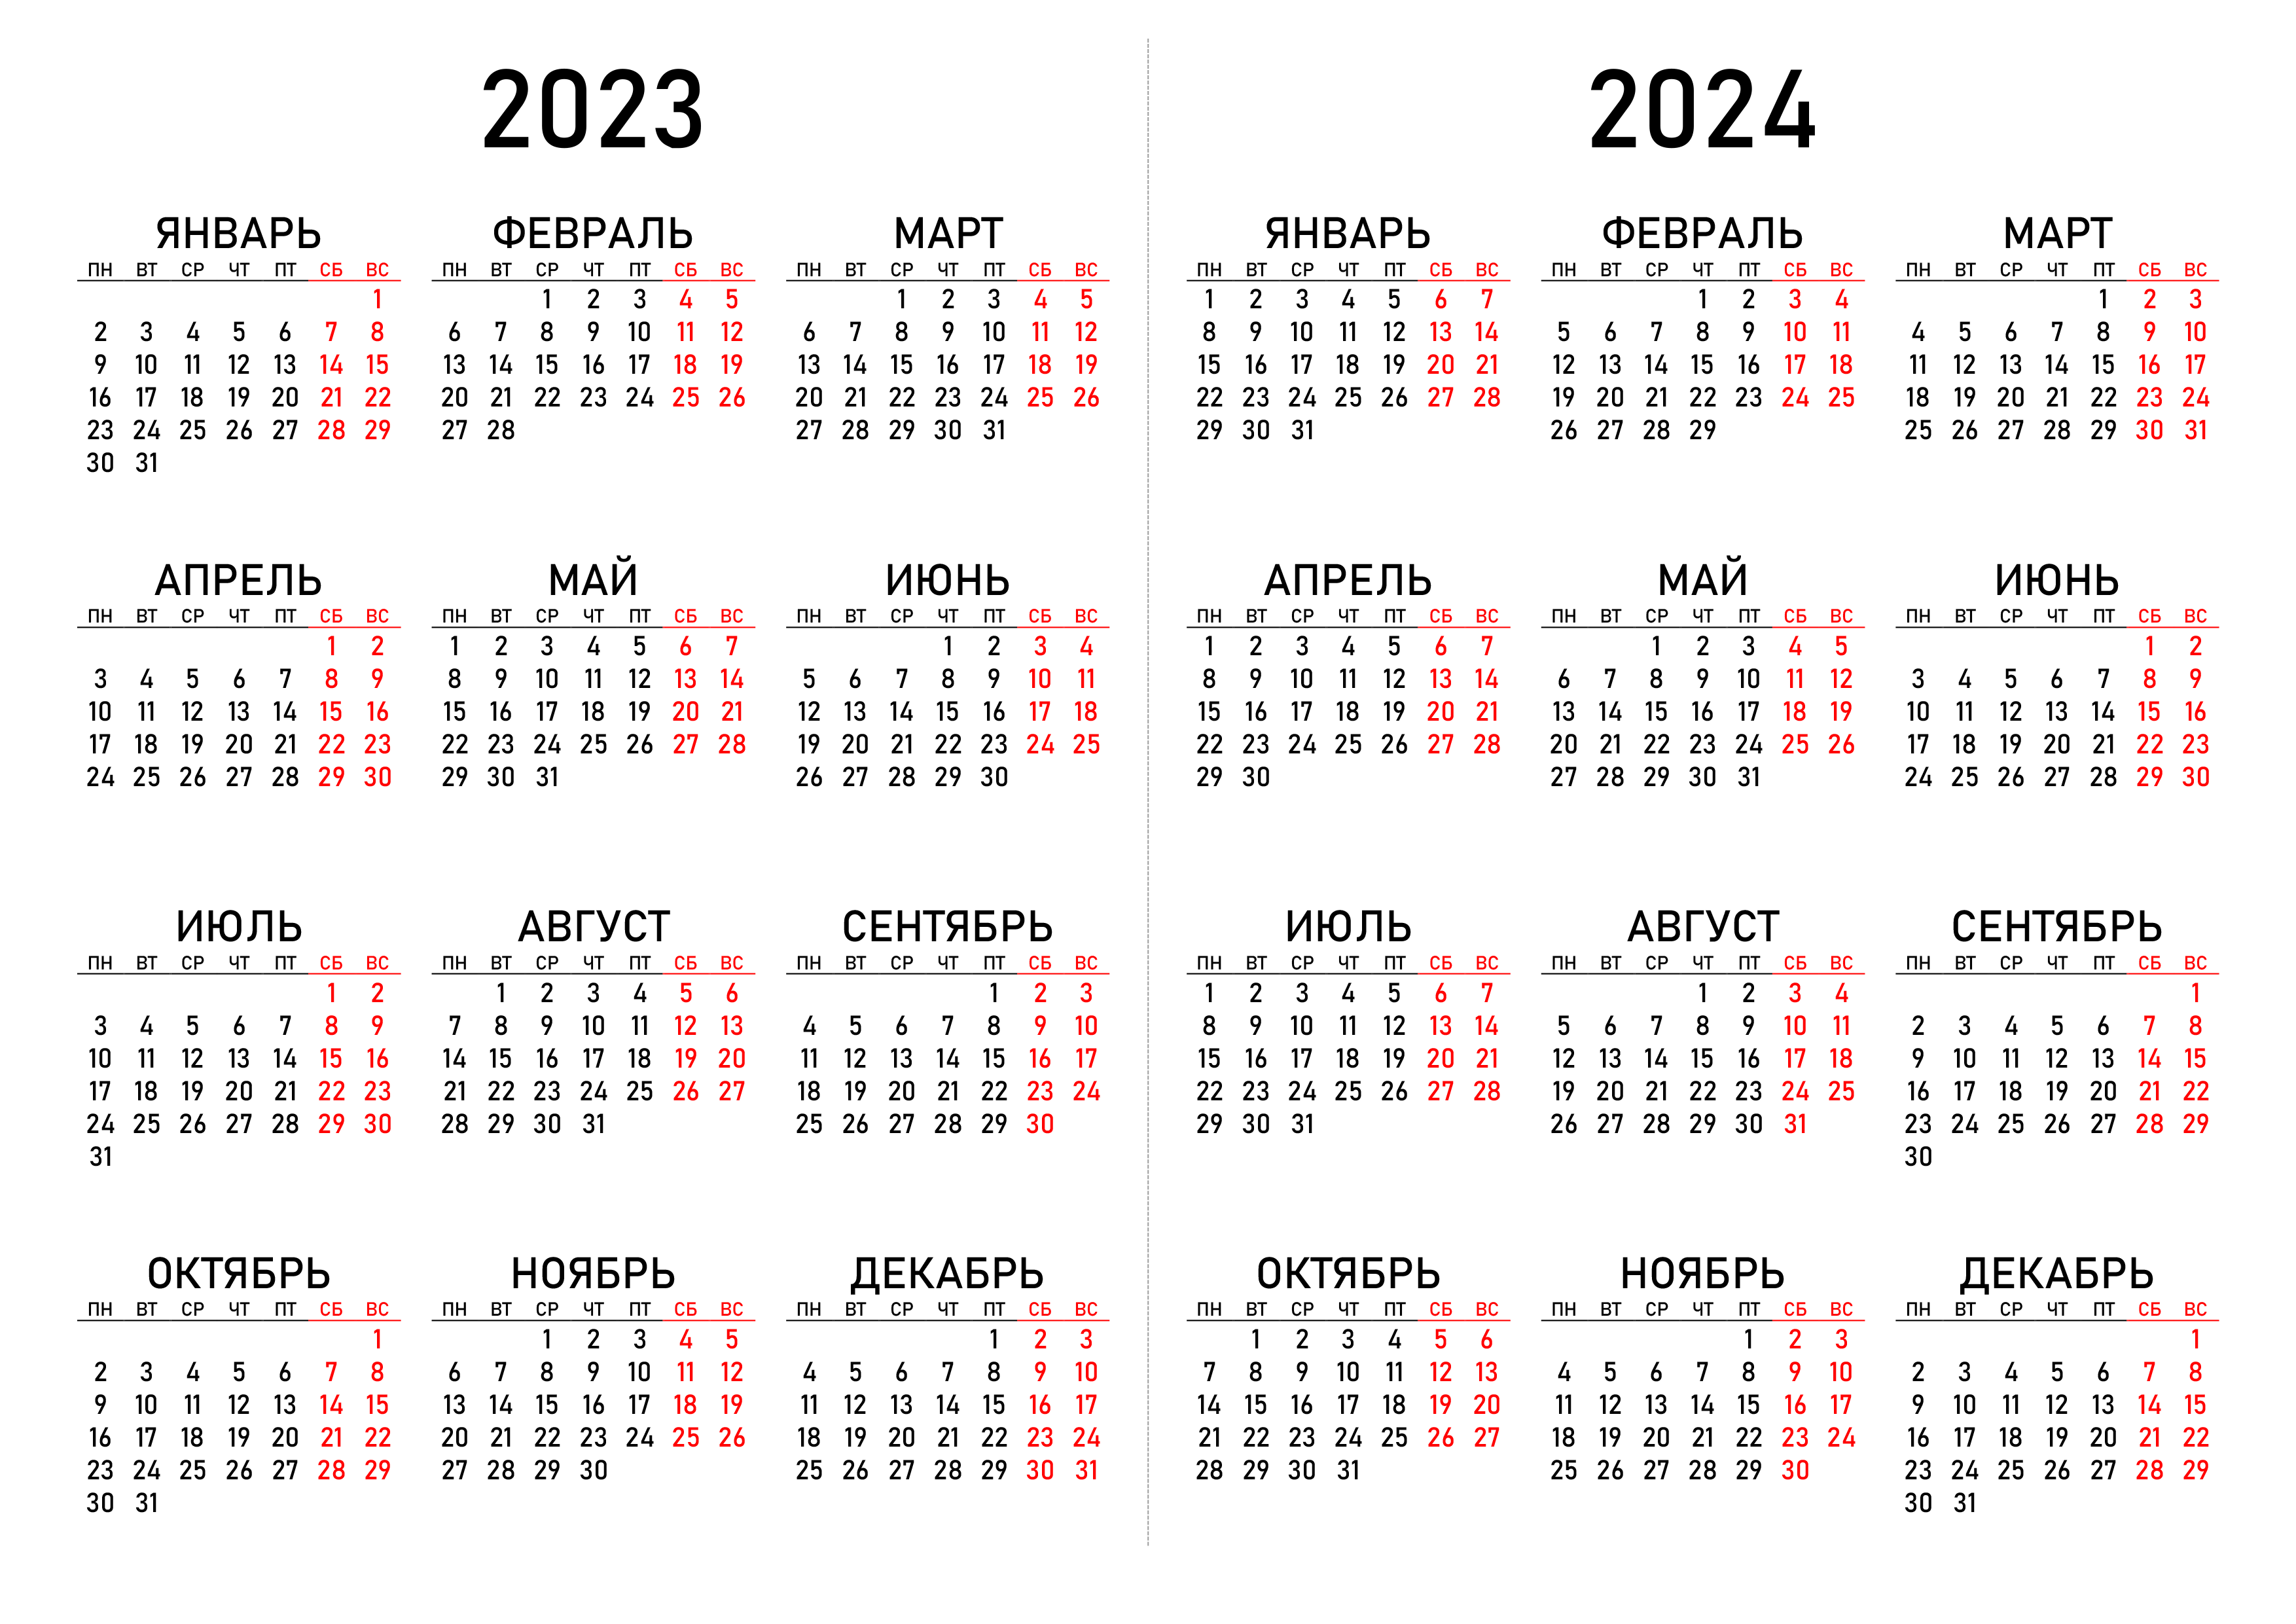 2023
ЯНВАРЬ
ПН ВТ СР ЧТ ПТ СБ ВС
1
2 3 4 5 6 7 8
9 10 11 12 13 14 15
16 17 18 19 20 21 22
23 24 25 26 27 28 29
30 31
ФЕВРАЛЬ
ПН ВТ СР ЧТ ПТ СБ ВС
1 2 3 4 5
6 7 8 9 10 11 12
13 14 15 16 17 18 19
20 21 22 23 24 25 26
27 28
МАРТ
ПН ВТ СР ЧТ ПТ СБ ВС
1 2 3 4 5
6 7 8 9 10 11 12
13 14 15 16 17 18 19
20 21 22 23 24 25 26
27 28 29 30 31
АПРЕЛЬ
ПН ВТ СР ЧТ ПТ СБ ВС
1 2
3 4 5 6 7 8 9
10 11 12 13 14 15 16
17 18 19 20 21 22 23
24 25 26 27 28 29 30
МАЙ
ПН ВТ СР ЧТ ПТ СБ ВС
1 2 3 4 5 6 7
8 9 10 11 12 13 14
15 16 17 18 19 20 21
22 23 24 25 26 27 28
29 30 31
ИЮНЬ
ПН ВТ СР ЧТ ПТ СБ ВС
1 2 3 4
5 6 7 8 9 10 11
12 13 14 15 16 17 18
19 20 21 22 23 24 25
26 27 28 29 30
ИЮЛЬ
ПН ВТ СР ЧТ ПТ СБ ВС
1 2
3 4 5 6 7 8 9
10 11 12 13 14 15 16
17 18 19 20 21 22 23
24 25 26 27 28 29 30
31
АВГУСТ
ПН ВТ СР ЧТ ПТ СБ ВС
1 2 3 4 5 6
7 8 9 10 11 12 13
14 15 16 17 18 19 20
21 22 23 24 25 26 27
28 29 30 31
СЕНТЯБРЬ
ПН ВТ СР ЧТ ПТ СБ ВС
1 2 3
4 5 6 7 8 9 10
11 12 13 14 15 16 17
18 19 20 21 22 23 24
25 26 27 28 29 30
ОКТЯБРЬ
ПН ВТ СР ЧТ ПТ СБ ВС
1
2 3 4 5 6 7 8
9 10 11 12 13 14 15
16 17 18 19 20 21 22
23 24 25 26 27 28 29
30 31
НОЯБРЬ
ПН ВТ СР ЧТ ПТ СБ ВС
1 2 3 4 5
6 7 8 9 10 11 12
13 14 15 16 17 18 19
20 21 22 23 24 25 26
27 28 29 30
ДЕКАБРЬ
ПН ВТ СР ЧТ ПТ СБ ВС
1 2 3
4 5 6 7 8 9 10
11 12 13 14 15 16 17
18 19 20 21 22 23 24
25 26 27 28 29 30 31
2024
ЯНВАРЬ
ПН ВТ СР ЧТ ПТ СБ ВС
1 2 3 4 5 6 7
8 9 10 11 12 13 14
15 16 17 18 19 20 21
22 23 24 25 26 27 28
29 30 31
ФЕВРАЛЬ
ПН ВТ СР ЧТ ПТ СБ ВС
1 2 3 4
5 6 7 8 9 10 11
12 13 14 15 16 17 18
19 20 21 22 23 24 25
26 27 28 29
МАРТ
ПН ВТ СР ЧТ ПТ СБ ВС
1 2 3
4 5 6 7 8 9 10
11 12 13 14 15 16 17
18 19 20 21 22 23 24
25 26 27 28 29 30 31
АПРЕЛЬ
ПН ВТ СР ЧТ ПТ СБ ВС
1 2 3 4 5 6 7
8 9 10 11 12 13 14
15 16 17 18 19 20 21
22 23 24 25 26 27 28
29 30
МАЙ
ПН ВТ СР ЧТ ПТ СБ ВС
1 2 3 4 5
6 7 8 9 10 11 12
13 14 15 16 17 18 19
20 21 22 23 24 25 26
27 28 29 30 31
ИЮНЬ
ПН ВТ СР ЧТ ПТ СБ ВС
1 2
3 4 5 6 7 8 9
10 11 12 13 14 15 16
17 18 19 20 21 22 23
24 25 26 27 28 29 30
ИЮЛЬ
ПН ВТ СР ЧТ ПТ СБ ВС
1 2 3 4 5 6 7
8 9 10 11 12 13 14
15 16 17 18 19 20 21
22 23 24 25 26 27 28
29 30 31
АВГУСТ
ПН ВТ СР ЧТ ПТ СБ ВС
1 2 3 4
5 6 7 8 9 10 11
12 13 14 15 16 17 18
19 20 21 22 23 24 25
26 27 28 29 30 31
СЕНТЯБРЬ
ПН ВТ СР ЧТ ПТ СБ ВС
1
2 3 4 5 6 7 8
9 10 11 12 13 14 15
16 17 18 19 20 21 22
23 24 25 26 27 28 29
30
ОКТЯБРЬ
ПН ВТ СР ЧТ ПТ СБ ВС
1 2 3 4 5 6
7 8 9 10 11 12 13
14 15 16 17 18 19 20
21 22 23 24 25 26 27
28 29 30 31
НОЯБРЬ
ПН ВТ СР ЧТ ПТ СБ ВС
1 2 3
4 5 6 7 8 9 10
11 12 13 14 15 16 17
18 19 20 21 22 23 24
25 26 27 28 29 30
ДЕКАБРЬ
ПН ВТ СР ЧТ ПТ СБ ВС
1
2 3 4 5 6 7 8
9 10 11 12 13 14 15
16 17 18 19 20 21 22
23 24 25 26 27 28 29
30 31